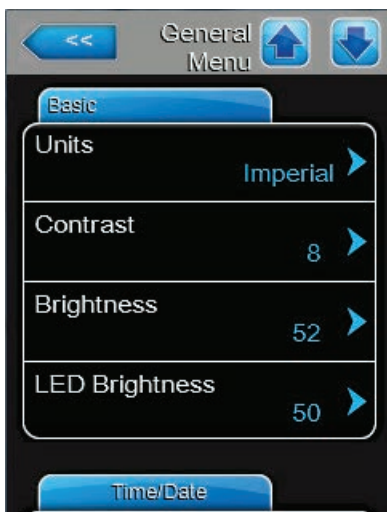 <<
General
Menu
Basic
Units
Imperial
Contrast
8
Brightness
52
LED Brightness
50
Time/Date